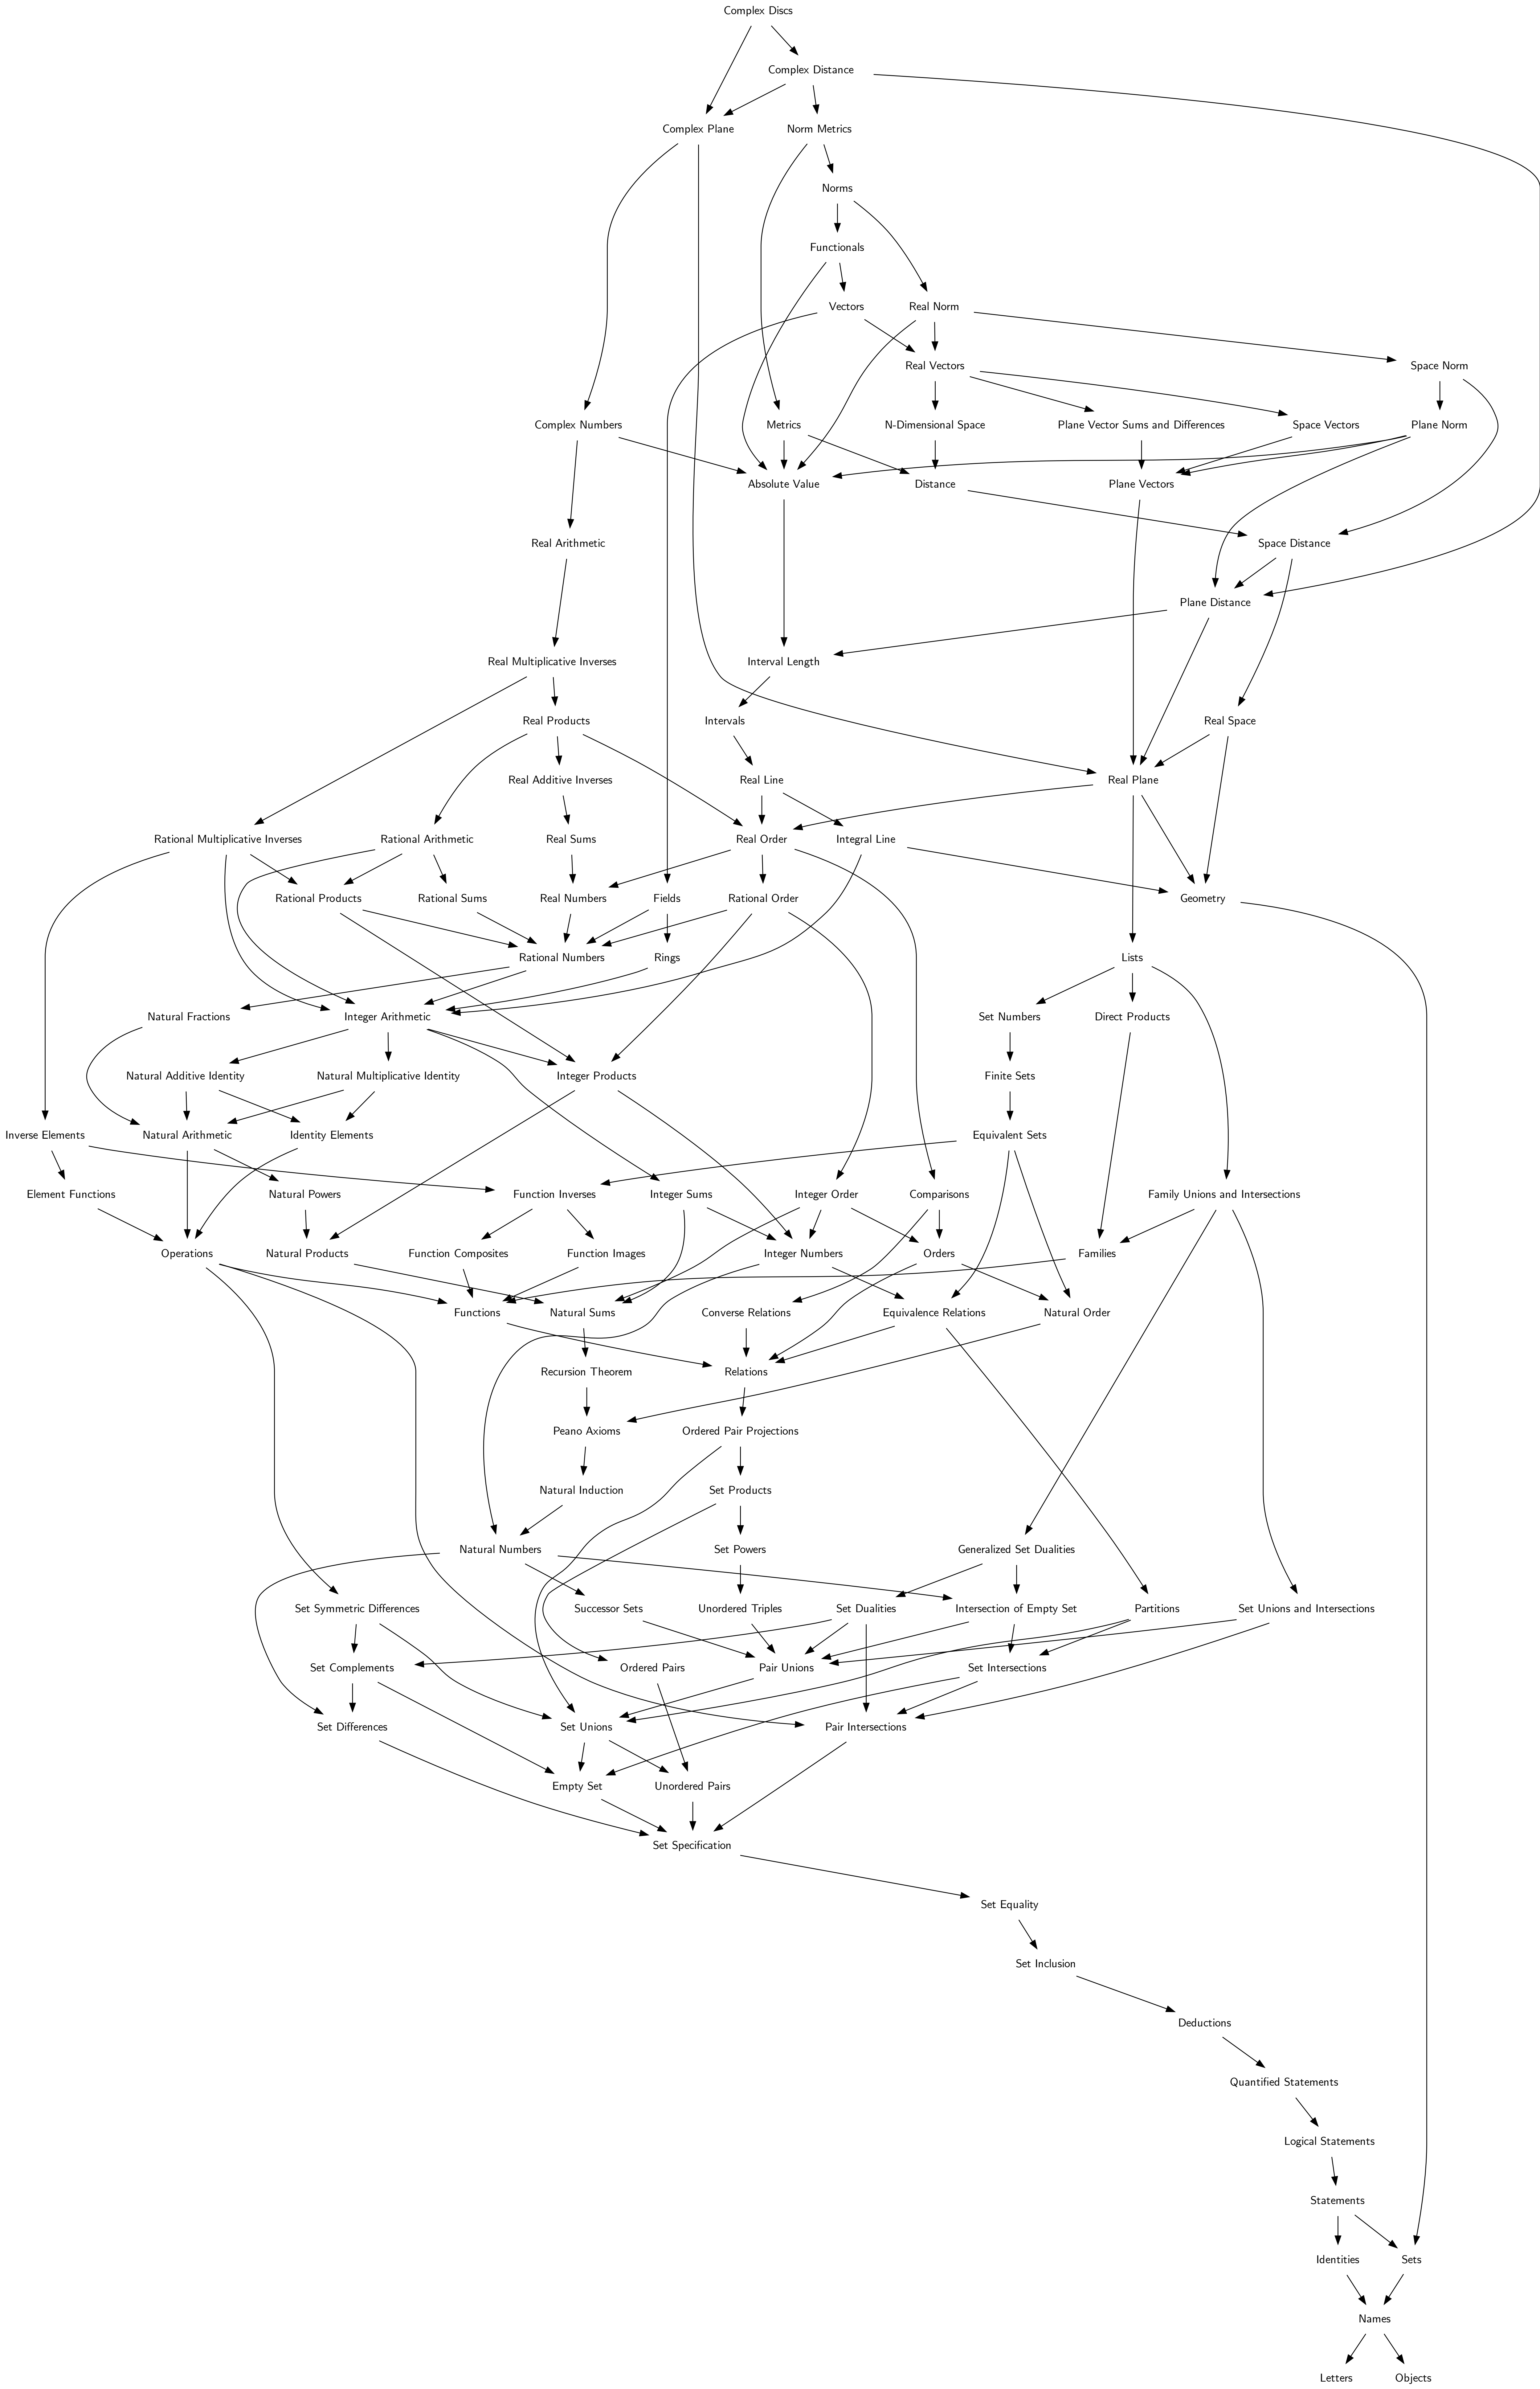 Complex Discs
Complex Distance
Complex Plane
Norm Metrics
Norms
Functionals
Vectors
Real Norm
Real Vectors
Space Norm
Complex Numbers
Metrics
N-Dimensional Space
Plane Vector Sums and Differences
Space Vectors
Plane Norm
Absolute Value
Distance
Plane Vectors
Real Arithmetic
Space Distance
Plane Distance
Real Multiplicative Inverses
Interval Length
Real Products
Intervals
Real Space
Real Additive Inverses
Real Line
Real Plane
Rational Multiplicative Inverses
Rational Arithmetic
Real Sums
Real Order
Integral Line
Rational Products
Rational Sums
Real Numbers
Fields
Rational Order
Geometry
Rational Numbers
Rings
Lists
Natural Fractions
Integer Arithmetic
Set Numbers
Direct Products
Natural Additive Identity
Natural Multiplicative Identity
Integer Products
Finite Sets
Inverse Elements
Natural Arithmetic
Identity Elements
Equivalent Sets
Element Functions
Natural Powers
Function Inverses
Integer Sums
Integer Order
Comparisons
Family Unions and Intersections
Operations
Natural Products
Function Composites
Function Images
Integer Numbers
Orders
Families
Functions
Natural Sums
Converse Relations
Equivalence Relations
Natural Order
Recursion Theorem
Relations
Peano Axioms
Ordered Pair Projections
Natural Induction
Set Products
Natural Numbers
Set Powers
Generalized Set Dualities
Set Symmetric Differences
Successor Sets
Unordered Triples
Set Dualities
Intersection of Empty Set
Partitions
Set Unions and Intersections
Set Complements
Ordered Pairs
Pair Unions
Set Intersections
Set Differences
Set Unions
Pair Intersections
Empty Set
Unordered Pairs
Set Specification
Set Equality
Set Inclusion
Deductions
Quantified Statements
Logical Statements
Statements
Identities
Sets
Names
Letters
Objects